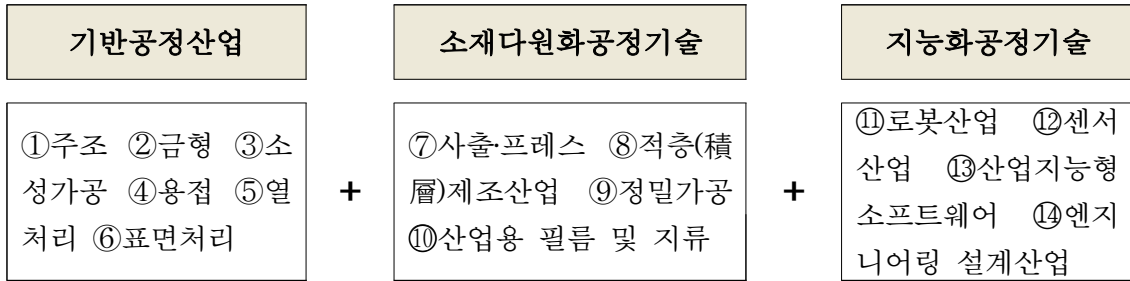 기반공정산업
①주조 ②금형 ③소
성가공 ④용접 ⑤열
처리 ⑥표면처리
+
소재다원화공정기술
⑦사출·프레스 ⑧적층(積
層)제조산업 ⑨정밀가공
⑩산업용 필름 및 지류
+
지능화공정기술
⑪로봇산업 ⑫센서
산업 ⑬산업지능형
소프트웨어 ⑭엔지
니어링 설계산업